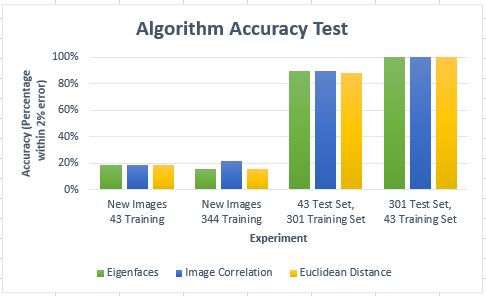 Algorithm Accuracy Test
Accuracy (Percentage
within 2% error)
100%
80%
60%
40%
20%
0%
New Images
43 Training
New Images
344 Training
43 Test Set,
301 Training Set
301 Test Set,
43 Training Set
Experiment
Eigenfaces
Image Correlation
Euclidean Distance